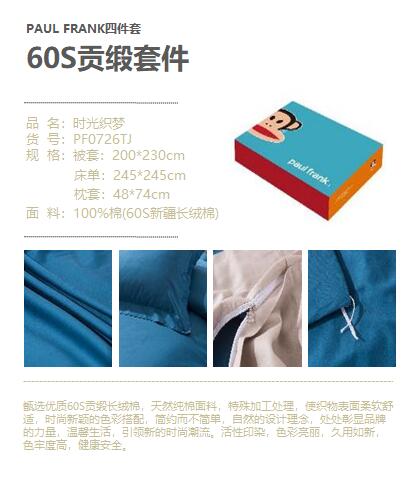 PAUL FRANK四件套
60S贡缎套件
品 名：时光织梦
货 号：PF0726TJ
规 格：被套：200*230cm
床单：245*245cm
枕套：48*74cm
面 料：100%棉(60S新疆长绒棉)
paul frank.
甄选优质60S贡缎长绒棉，天然纯棉面料，特殊加工处理，使织物表面柔软舒
适，时尚新颖的色彩搭配，简约而不简单，自然的设计理念，处处彰显品牌
的力量，温馨生活，引领新的时尚潮流。活性印染，色彩亮丽，久用如新，
色牢度高，健康安全。